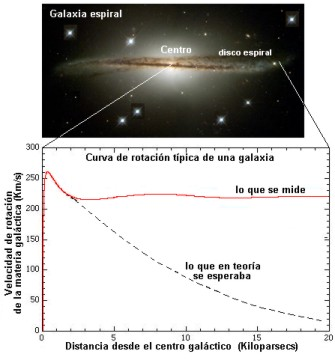 Galaxia espiral
Centro
disco espiral
Curva de rotación típica de una galaxia
lo que se mide
lo que en teoría
se esperaba
Velocidad de rotación
de la materia galáctica (Km/s)
300
250
200
150
100
50
0
0 5 10 15 20
Distancia desde el centro galáctico (Kiloparsecs)